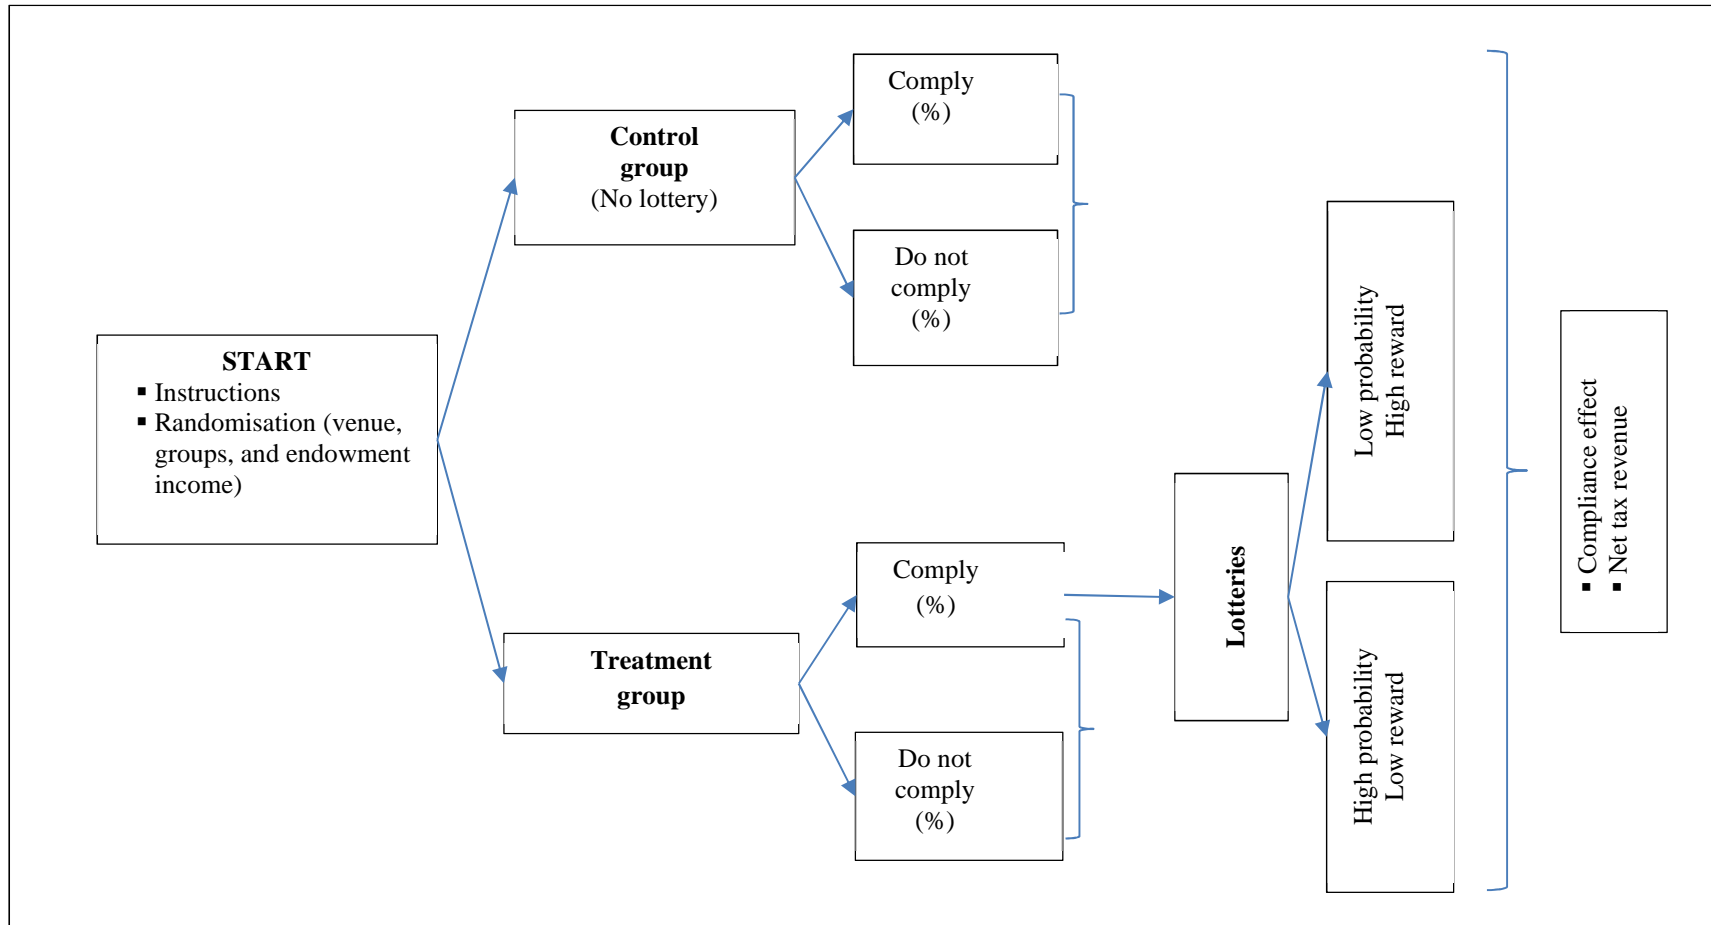 START
▪ Instructions
▪ Randomisation (venue,
groups, and endowment
income)
Control
group
(No lottery)
Comply
(%)
Do not
comply
(%)
Treatment
group
Comply
(%)
Do not
comply
(%)
Lotteries
Low probability
High reward
High probability
Low reward
▪ Compliance effect
▪ Net tax revenue